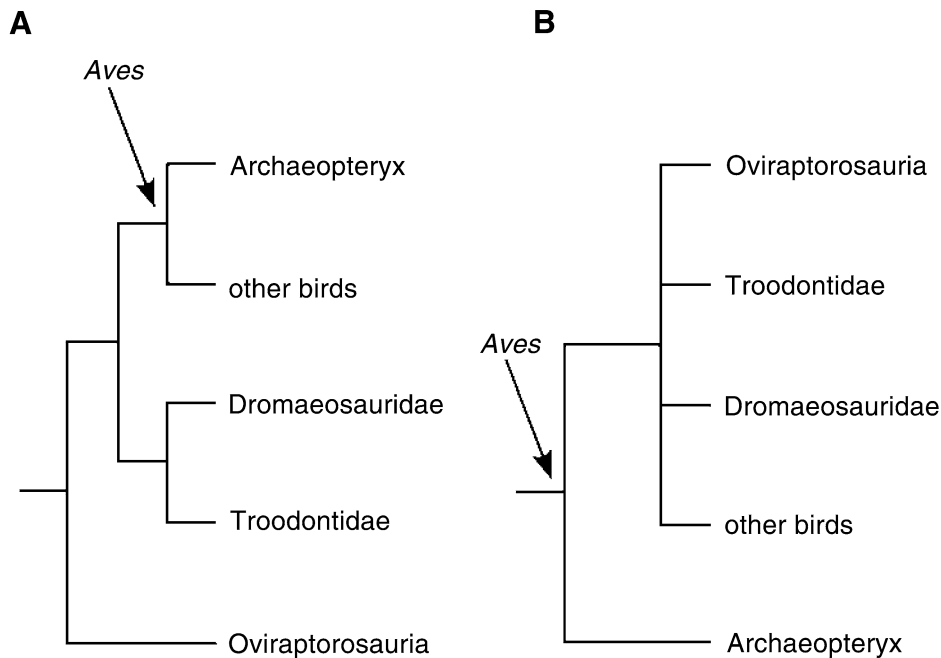 A
Aves
Archaeopteryx
other birds
Dromaeosauridae
Troodontidae
Oviraptorosauria
B
Oviraptorosauria
Troodontidae
Aves
Dromaeosauridae
other birds
Archaeopteryx